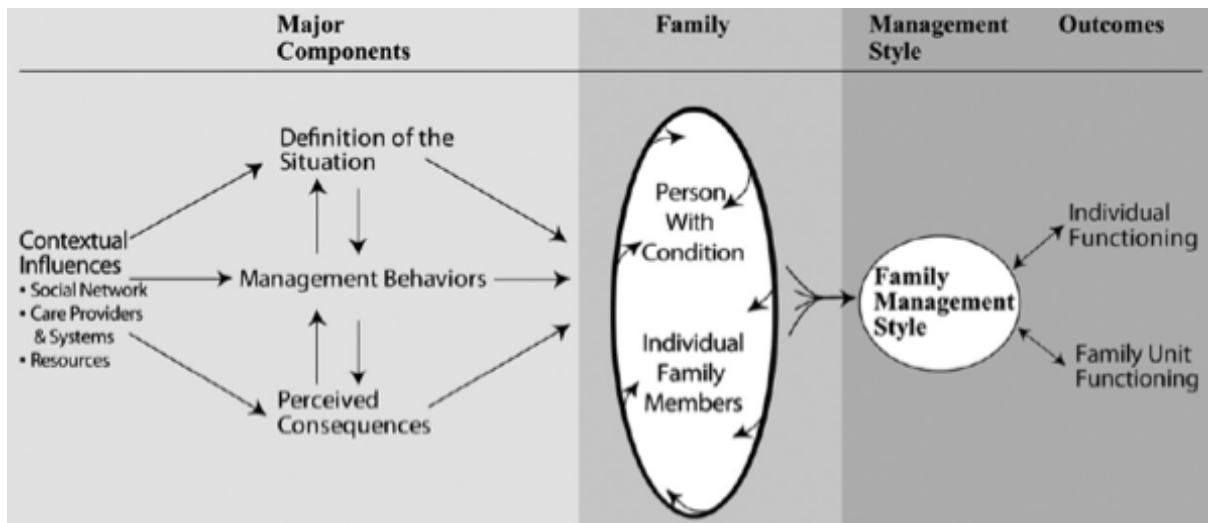 Major
Components
Family
Management
Style
Outcomes
Definition of the
Situation
Contextual
Influences
• Social Network
• Care Providers
& Systems
• Resources
Management Behaviors
Perceived
Consequences
Person
With
Condition
Individual
Family
Members
Family
Management
Style
Individual
Functioning
Family Unit
Functioning